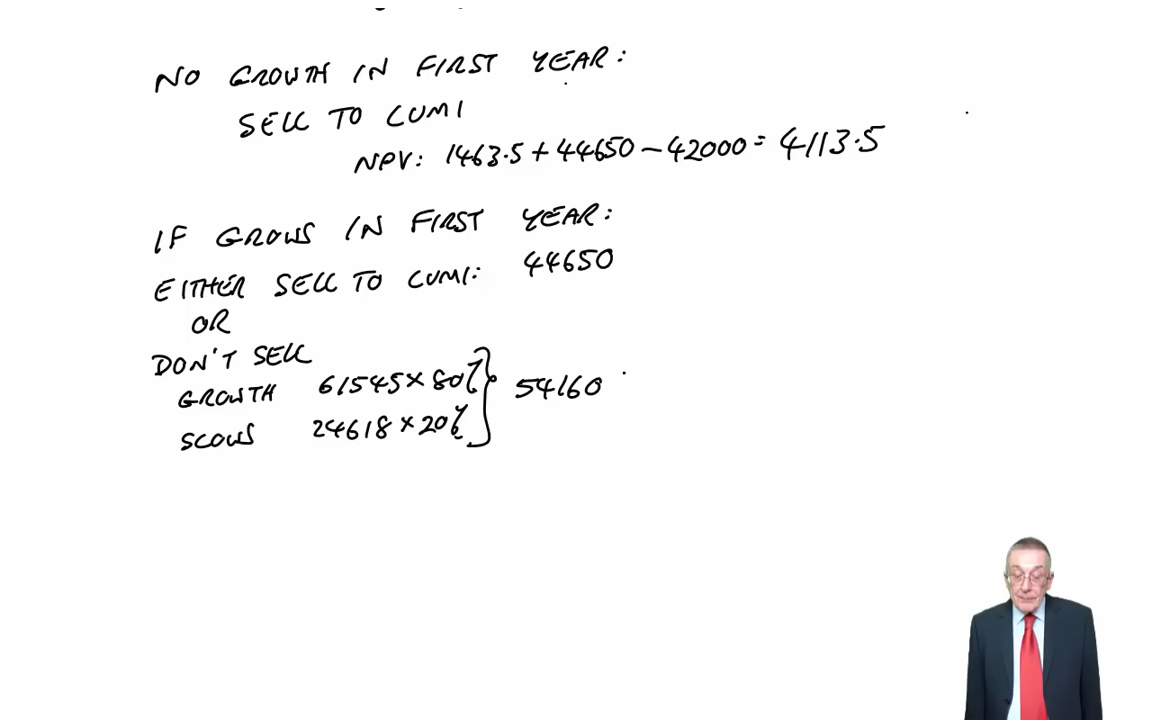 NO GROWTH IN FIRST YEAR:
SELL TO CUMI
NPV: 1463.5 + 44650 - 42000 = 4113.5
IF GROWS IN FIRST YEAR:
EITHER SELL TO CUMI: 44650
OR
DON'T SELL
GROWTH 61545 × 80%
54160
SLOWS 24618 × 20%